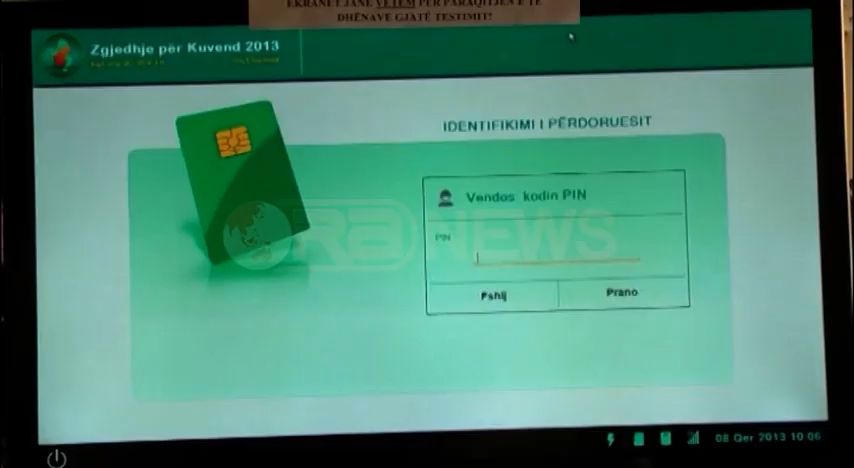 EKRANET JANË VETËM PËR PARAQITJEN E TË
DHËNAVE GJATË TESTIMIT!
Zgjedhje për Kuvend 2013
IDENTIFIKIMI I PËRDORUESIT
Vendos kodin PIN
PIN
ORA NEWS
Fshij
Prano
08 Qer 2013 10:06